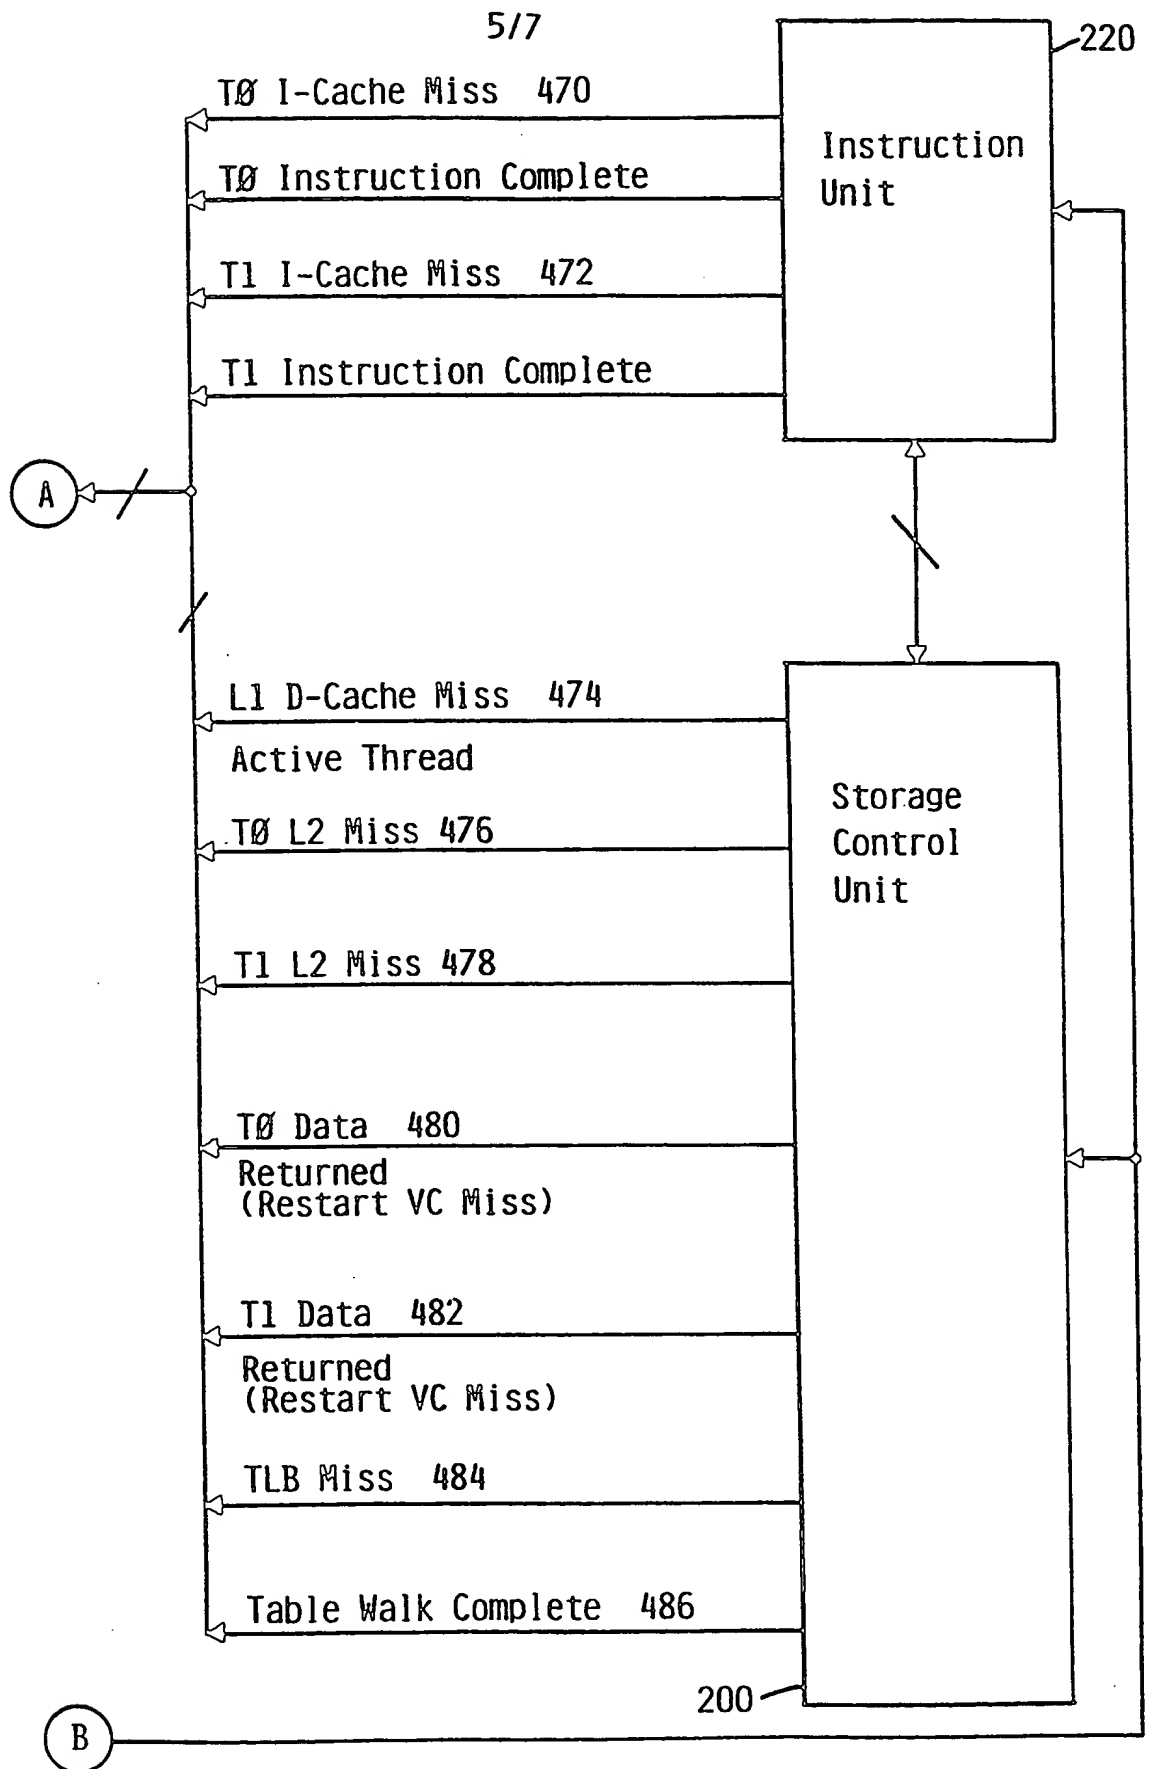 5/7
220
TØ I-Cache Miss 470
Instruction
Unit
TØ Instruction Complete
T1 I-Cache Miss 472
T1 Instruction Complete
A
L1 D-Cache Miss 474
Active Thread
Storage
Control
Unit
TØ L2 Miss 476
T1 L2 Miss 478
TØ Data 480
Returned
(Restart VC Miss)
T1 Data 482
Returned
(Restart VC Miss)
TLB Miss 484
Table Walk Complete 486
200
B